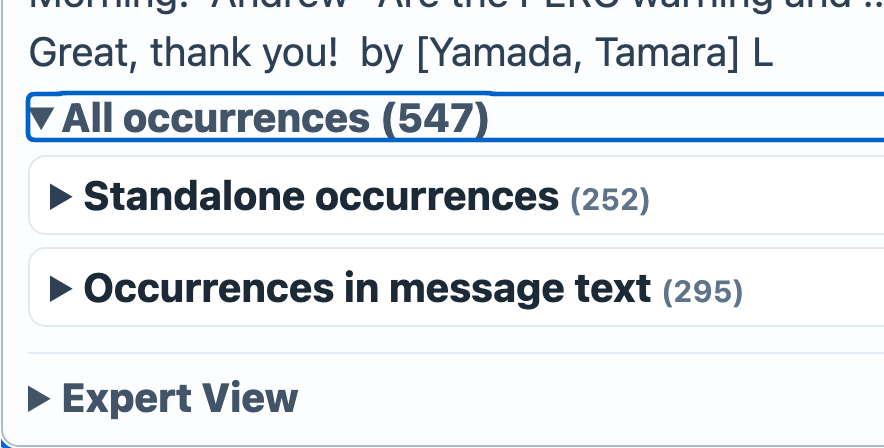 Morning! Andrew Are the PERC warning and ..
Great, thank you!  by [Yamada, Tamara] L
▼ All occurrences (547)
▶ Standalone occurrences (252)
▶ Occurrences in message text (295)
▶ Expert View